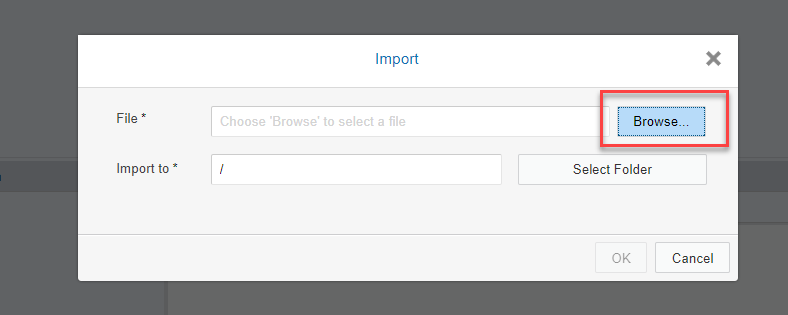 Import
File *
Choose 'Browse' to select a file
Browse...
Import to *
/
Select Folder
OK
Cancel